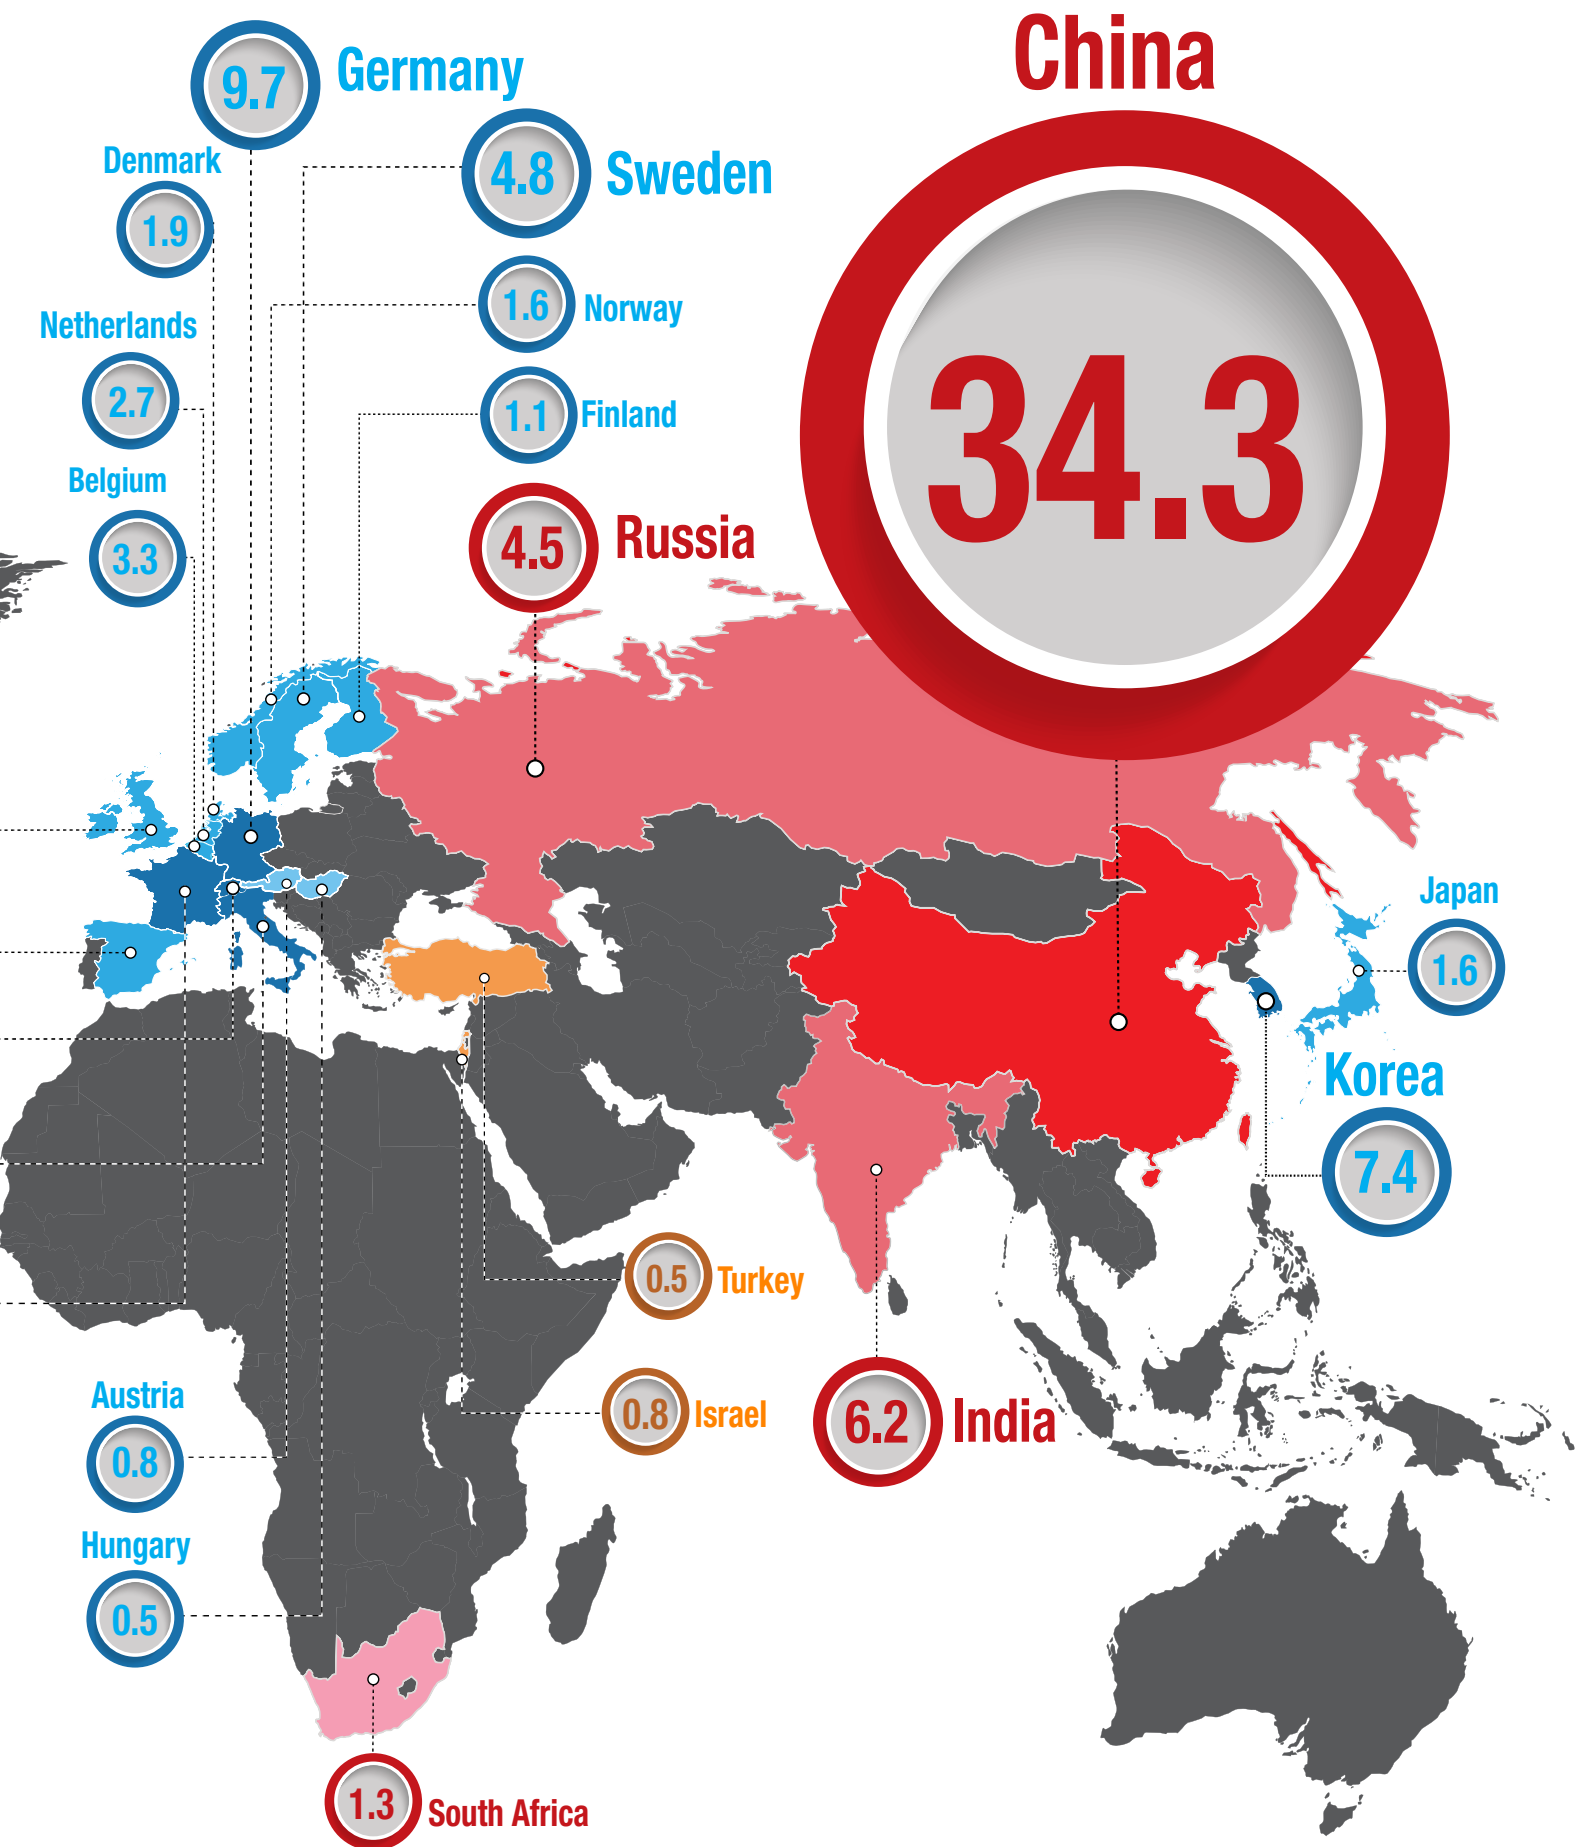 China
34.3
9.7
Germany
Denmark
1.9
4.8
Sweden
Netherlands
2.7
1.6
Norway
1.1
Finland
Belgium
3.3
4.5
Russia
Japan
1.6
Korea
7.4
0.5
Turkey
0.8
Israel
6.2
India
Austria
0.8
Hungary
0.5
1.3
South Africa